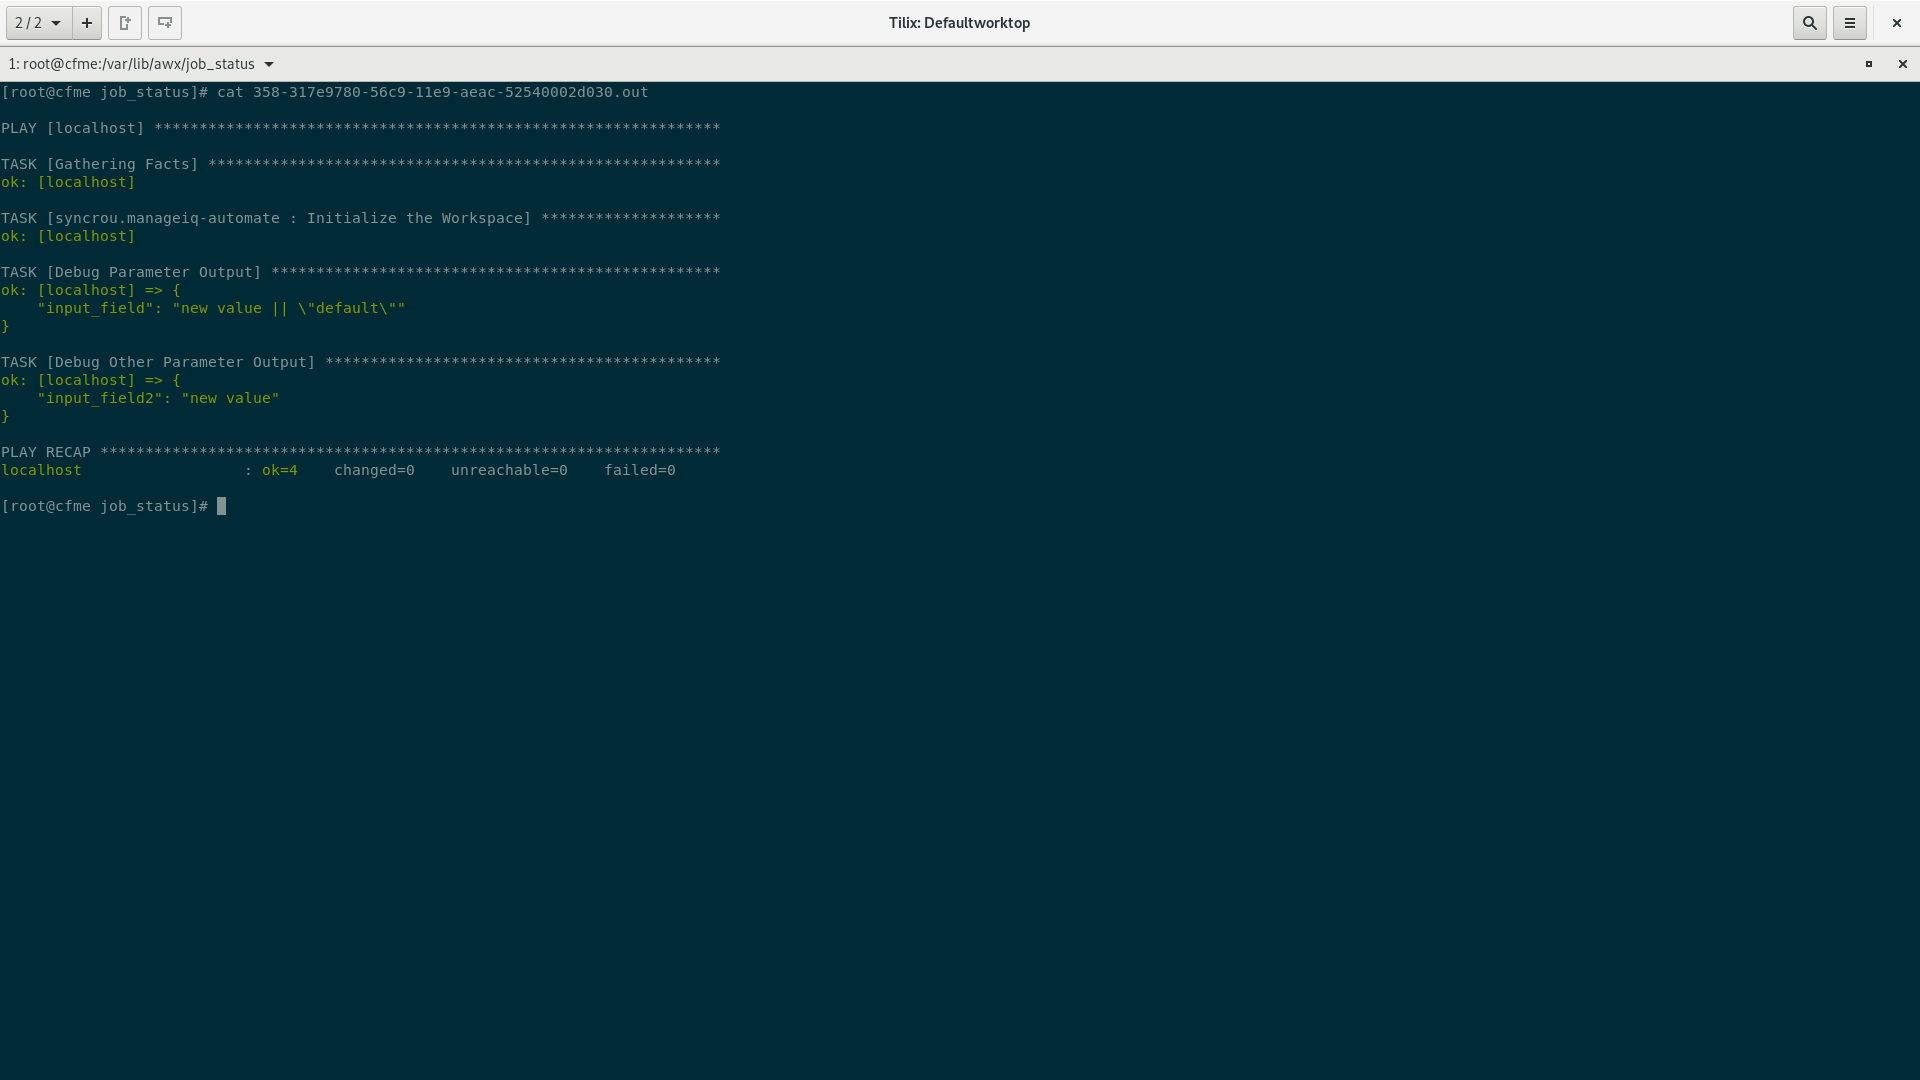 2 / 2
Tilix: Defaultworktop
1: root@cfme:/var/lib/awx/job_status
[root@cfme job_status]# cat 358-317e9780-56c9-11e9-aeac-52540002d030.out
PLAY [localhost] ***************************************************************
TASK [Gathering Facts] *********************************************************
ok: [localhost]
TASK [syncrou.manageiq-automate : Initialize the Workspace] ********************
ok: [localhost]
TASK [Debug Parameter Output] **************************************************
ok: [localhost] => {
    "input_field": "new value || \"default\""
}
TASK [Debug Other Parameter Output] ********************************************
ok: [localhost] => {
    "input_field2": "new value"
}
PLAY RECAP *********************************************************************
localhost                  : ok=4    changed=0    unreachable=0    failed=0
[root@cfme job_status]#